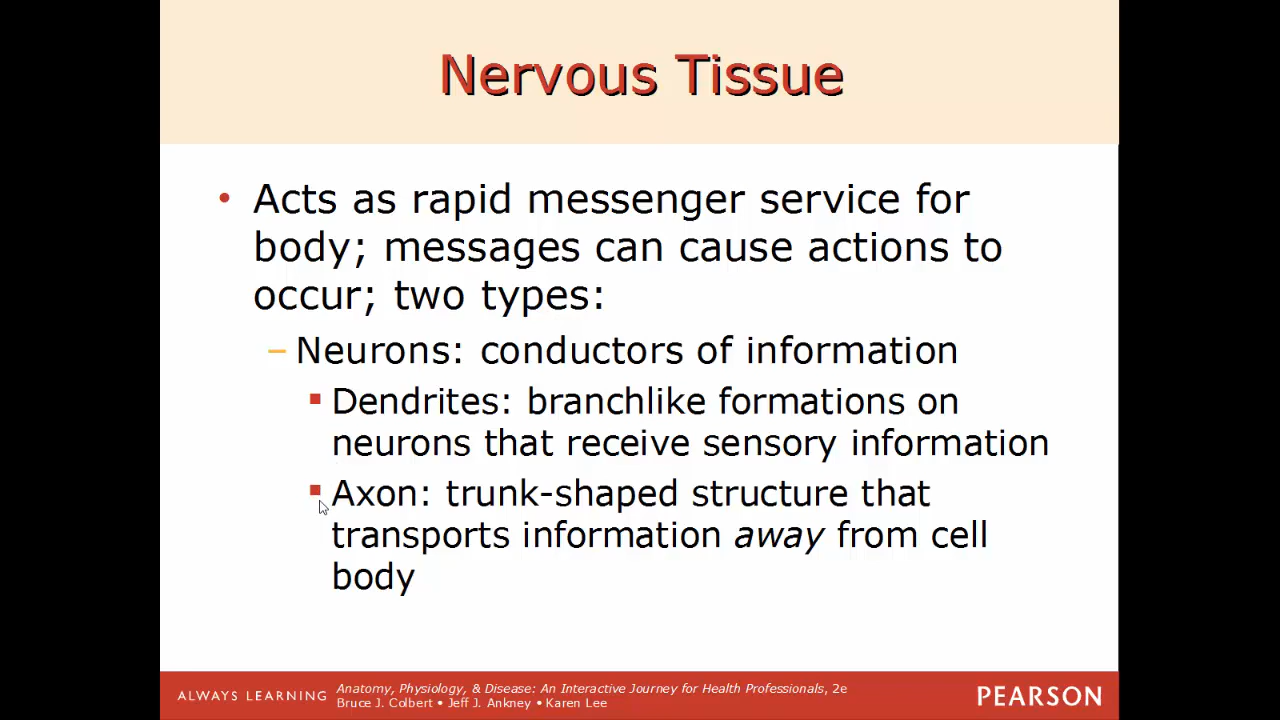 Nervous Tissue
• Acts as rapid messenger service for
body; messages can cause actions to
occur; two types:
– Neurons: conductors of information
▪ Dendrites: branchlike formations on
neurons that receive sensory information
▪ Axon: trunk-shaped structure that
transports information away from cell
body
ALWAYS LEARNING
Anatomy, Physiology, & Disease: An Interactive Journey for Health Professionals, 2e
Bruce J. Colbert • Jeff J. Ankney • Karen Lee
PEARSON